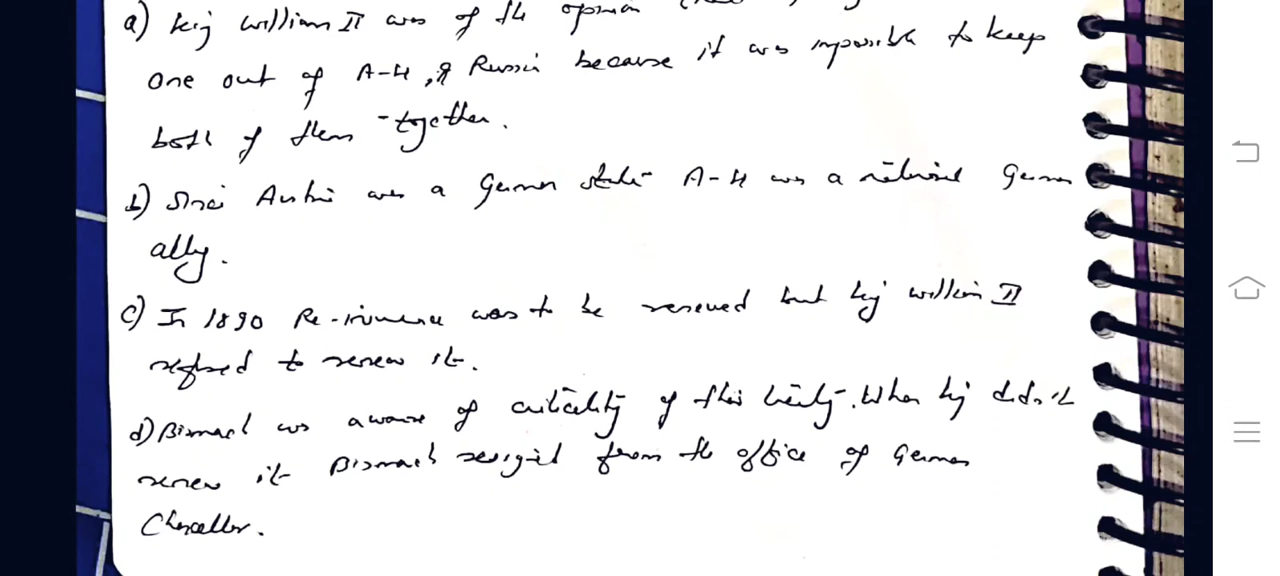 a) King William II was of the opinion
one out of A-H, & Russia because it was impossible to keep
both of them together.
b) Since Austria was a German state A-H was a natural German
ally.
c) In 1890 Re-insurance was to be renewed but king William II
refused to renew it.
d) Bismark was aware of criticality of this treaty. When king didn't
renew it Bismark resigned from the office of German
Chancellor.